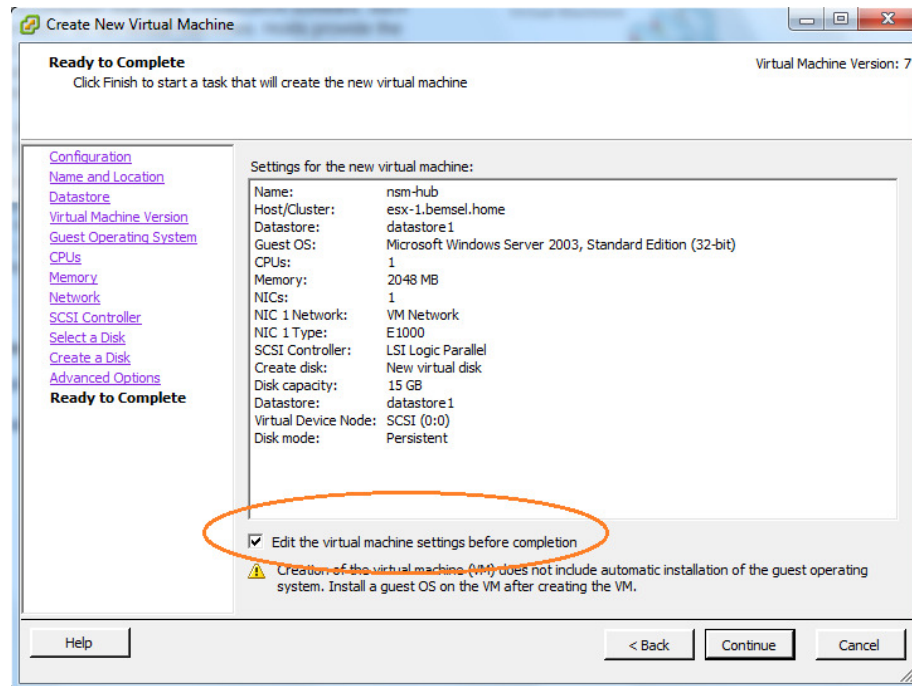 Create New Virtual Machine
Ready to Complete
Virtual Machine Version: 7
Click Finish to start a task that will create the new virtual machine
Configuration
Name and Location
Datastore
Virtual Machine Version
Guest Operating System
CPUs
Memory
Network
SCSI Controller
Select a Disk
Create a Disk
Advanced Options
Ready to Complete
Settings for the new virtual machine:
Name: nsm-hub
Host/Cluster: esx-1.bemsel.home
Datastore: datastore1
Guest OS: Microsoft Windows Server 2003, Standard Edition (32-bit)
CPUs: 1
Memory: 2048 MB
NICs: 1
NIC 1 Network: VM Network
NIC 1 Type: E1000
SCSI Controller: LSI Logic Parallel
Create disk: New virtual disk
Disk capacity: 15 GB
Datastore: datastore1
Virtual Device Node: SCSI (0:0)
Disk mode: Persistent
Edit the virtual machine settings before completion
Creation of the virtual machine (VM) does not include automatic installation of the guest operating
system. Install a guest OS on the VM after creating the VM.
Help
< Back
Continue
Cancel